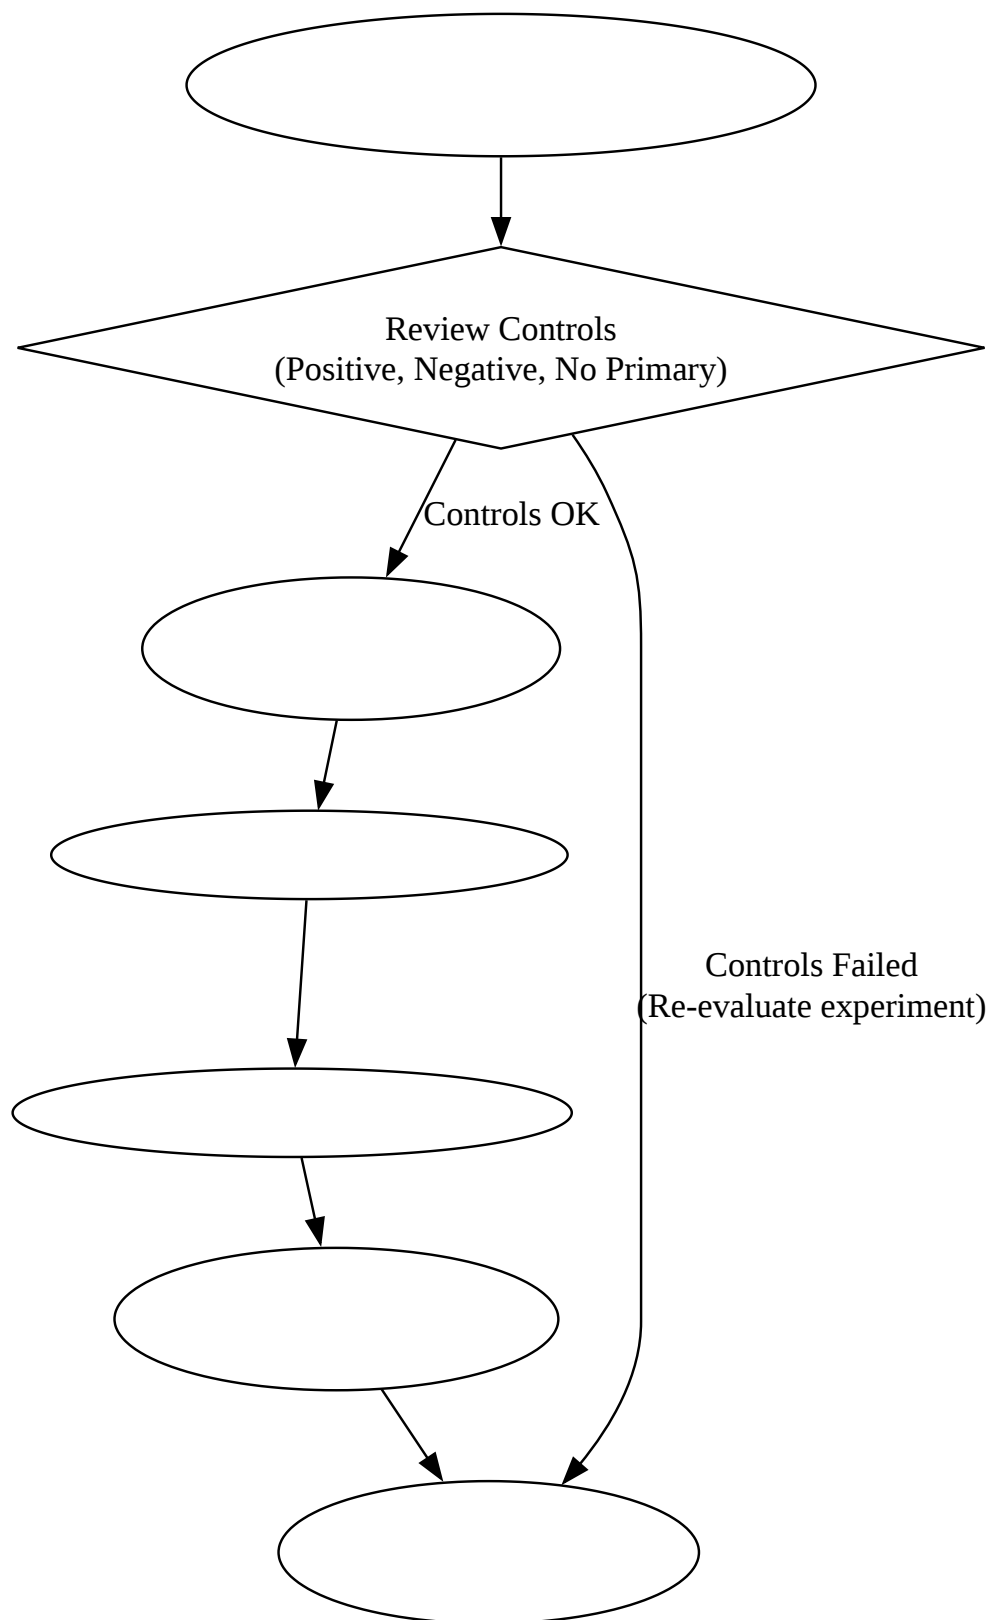 Review Controls
(Positive, Negative, No Primary)
Controls OK
Controls Failed
(Re-evaluate experiment)